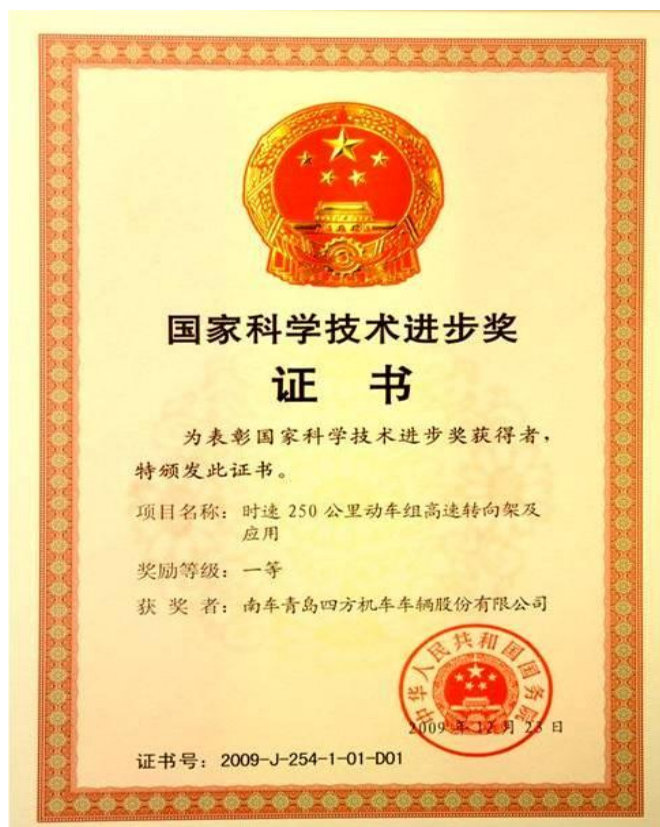 国家科学技术进步奖
证 书
为表彰国家科学技术进步奖获得者，
特颁发此证书。
项目名称：时速 250 公里动车组高速转向架及
应用
奖励等级：一等
获 奖 者：南车青岛四方机车车辆股份有限公司
中华人民共和国国务院
2009 年 12 月 23 日
证书号：2009-J-254-1-01-D01